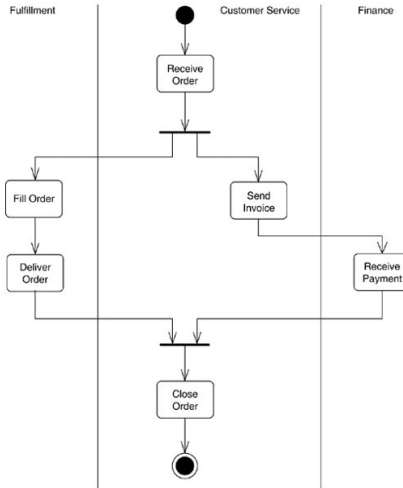 Fulfillment
Customer Service
Finance
Receive
Order
Fill Order
Send
Invoice
Deliver
Order
Receive
Payment
Close
Order